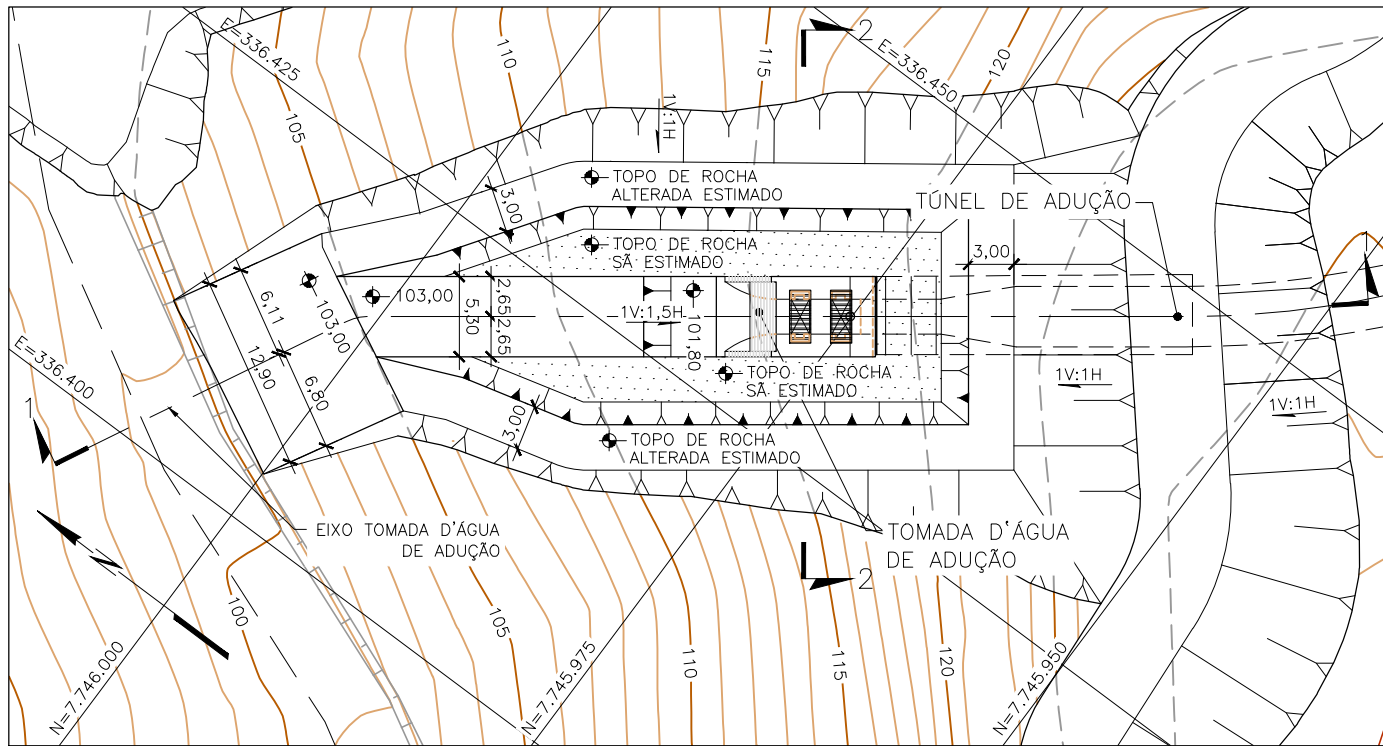 E=336.425
110
115
2
E=336.450
120
105
1V:1H
TOPO DE ROCHA
ALTERADA ESTIMADO
TÚNEL DE ADUÇÃO
3,00
TOPO DE ROCHA
SÃ ESTIMADO
3,00
1
6,11
103,00
103,00
5,30
2,65
2,65
1V:1,5H
101,80
12,90
6,80
E=336.400
TOPO DE ROCHA
SÃ ESTIMADO
1V:1H
1V:1H
1
3,00
TOPO DE ROCHA
ALTERADA ESTIMADO
EIXO TOMADA D'ÁGUA
DE ADUÇÃO
TOMADA D'ÁGUA
DE ADUÇÃO
2
100
105
110
115
120
N=7.746.000
N=7.745.975
N=7.745.950